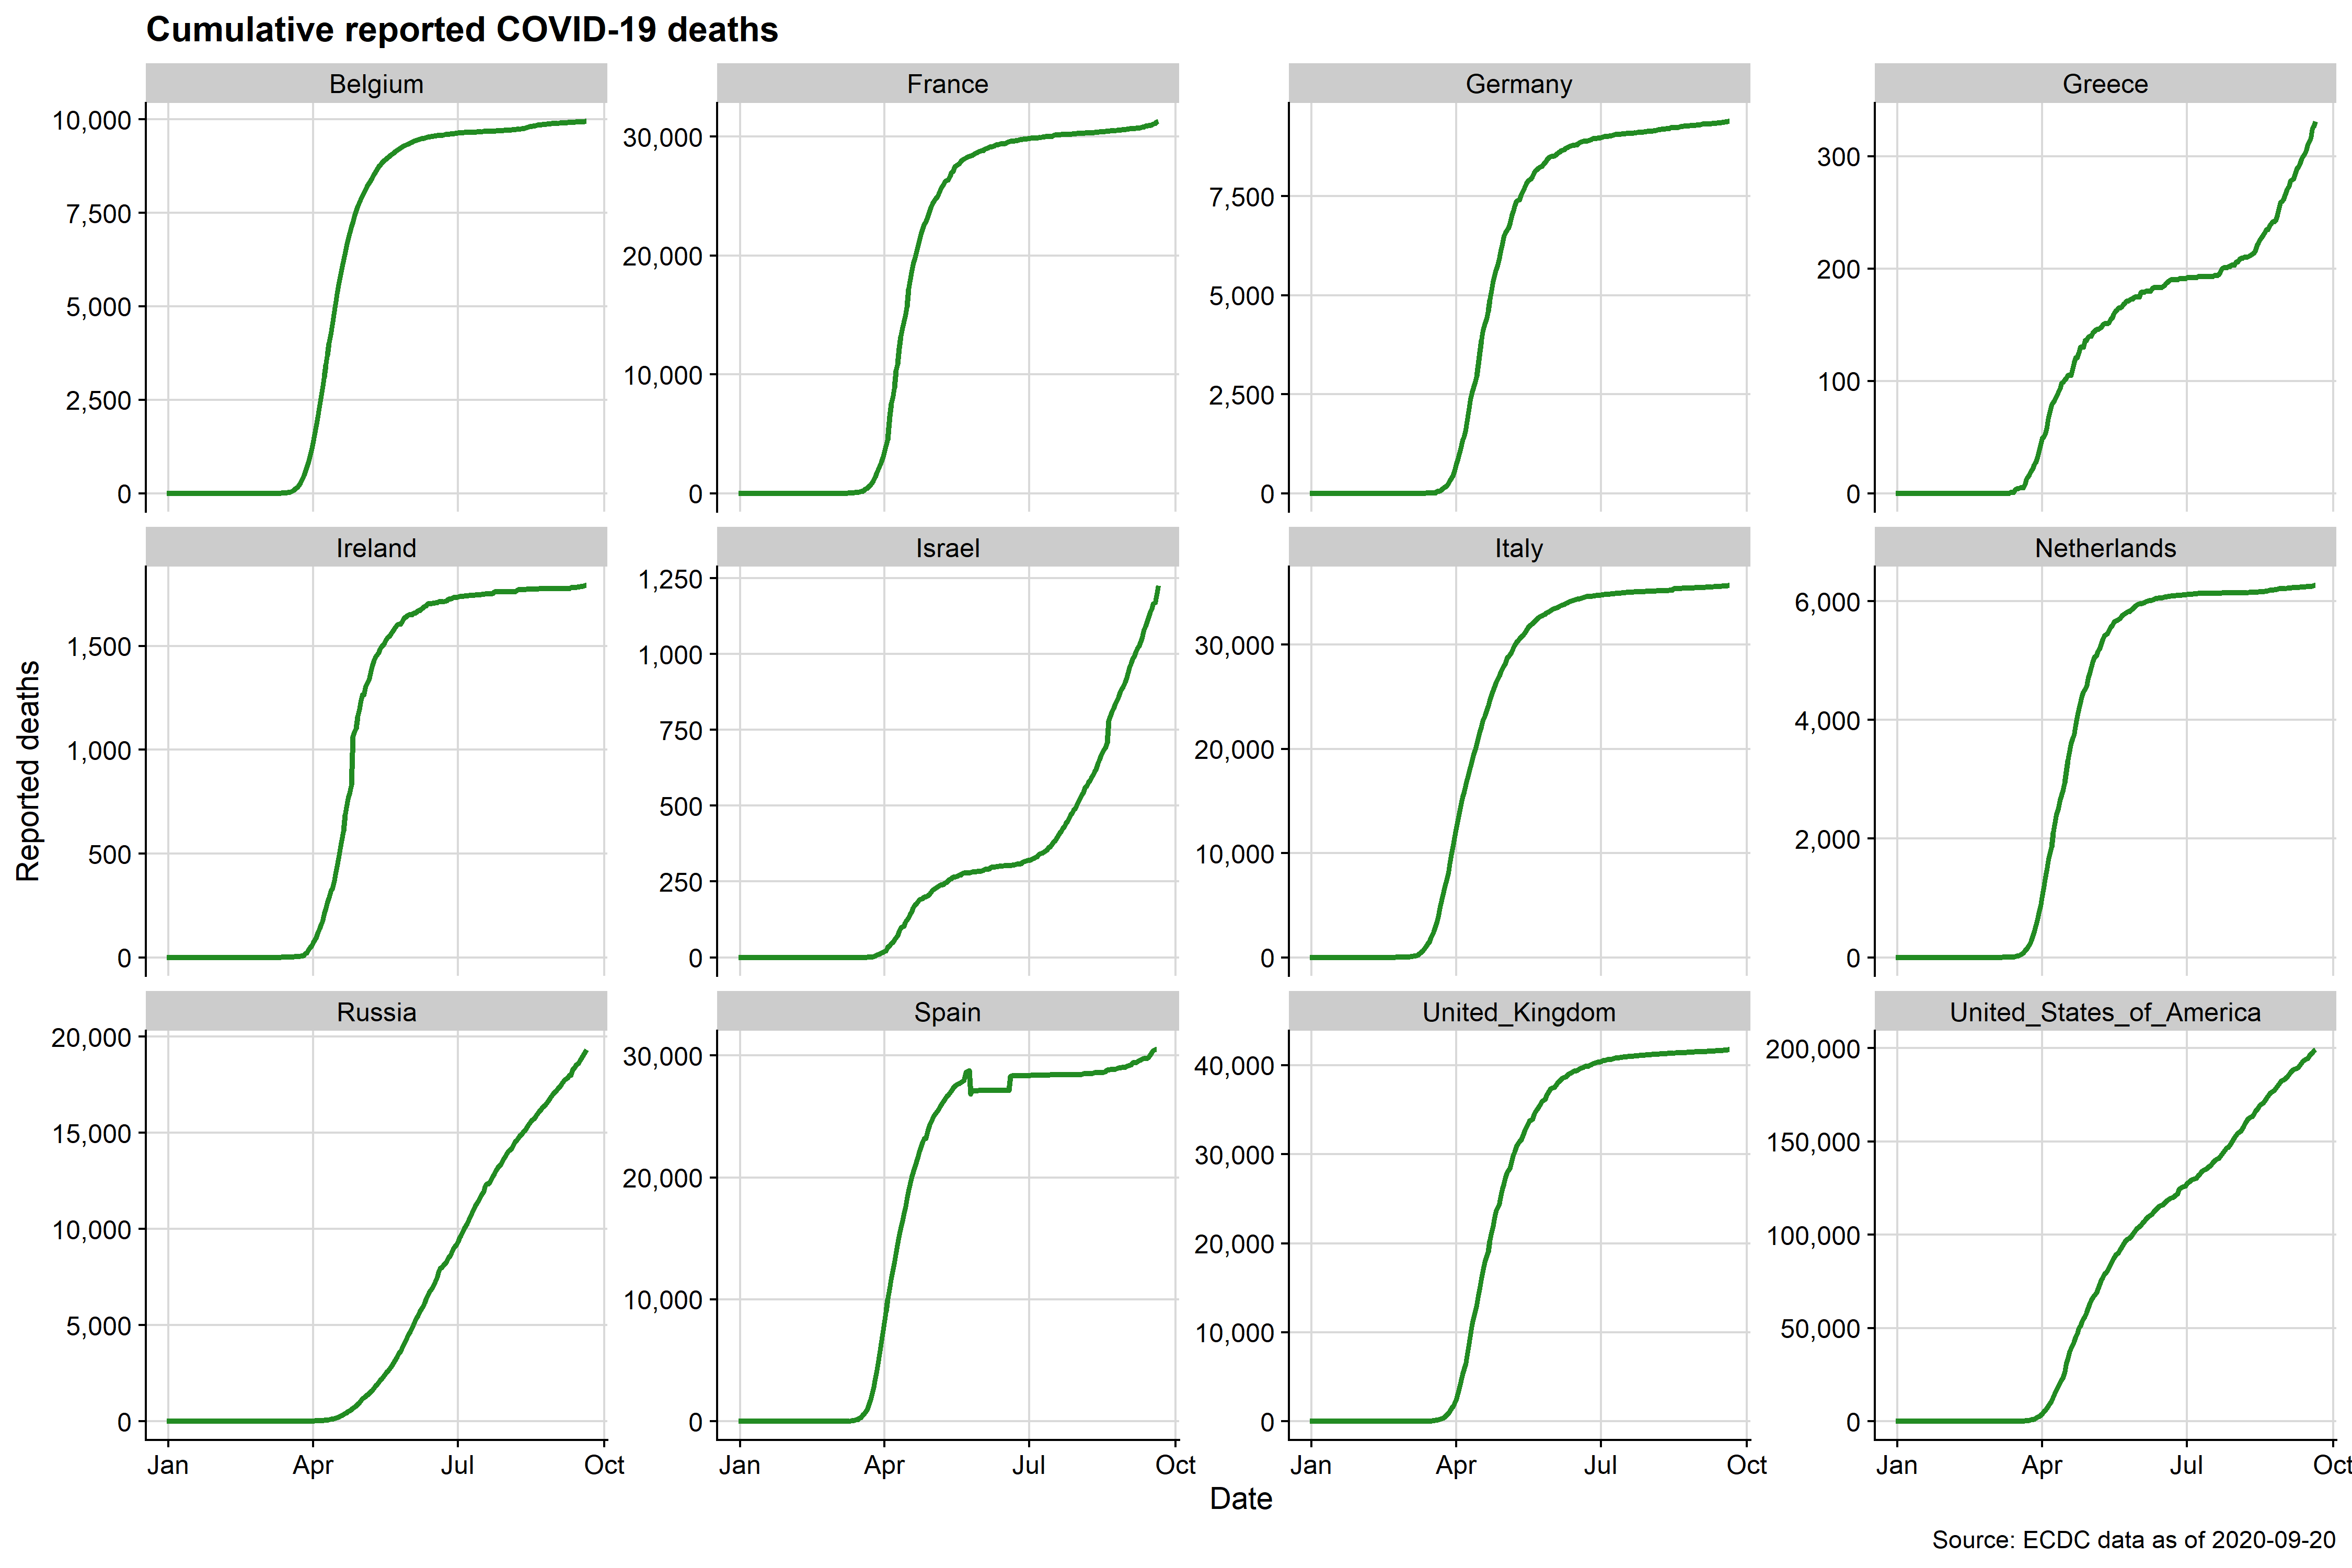 Cumulative reported COVID-19 deaths
Belgium
France
Germany
Greece
10,000
7,500
5,000
2,500
0
30,000
20,000
10,000
0
7,500
5,000
2,500
0
300
200
100
0
Ireland
Israel
Italy
Netherlands
1,500
1,000
500
0
1,250
1,000
750
500
250
0
30,000
20,000
10,000
0
6,000
4,000
2,000
0
Russia
Spain
United_Kingdom
United_States_of_America
20,000
15,000
10,000
5,000
0
30,000
20,000
10,000
0
40,000
30,000
20,000
10,000
0
200,000
150,000
100,000
50,000
0
Jan Apr Jul Oct
Jan Apr Jul Oct
Jan Apr Jul Oct
Jan Apr Jul Oct
Reported deaths
Date
Source: ECDC data as of 2020-09-20